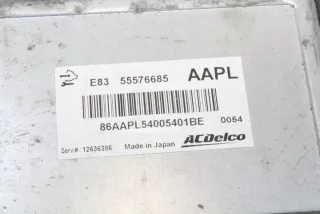 E83 55576685 AAPL
86AAPL54005401BE 0054
Serv.#: 12636386 Made in Japan ACDelco